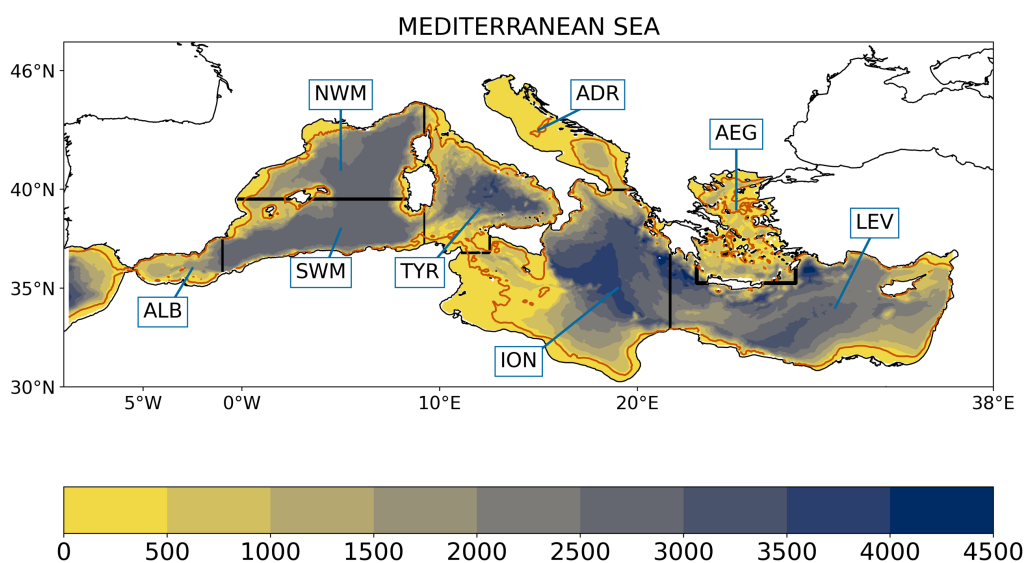 MEDITERRANEAN SEA
46°N
40°N
35°N
30°N
NWM
ADR
AEG
LEV
SWM
TYR
ALB
ION
5°W 0°W 10°E 20°E 38°E
0 500 1000 1500 2000 2500 3000 3500 4000 4500